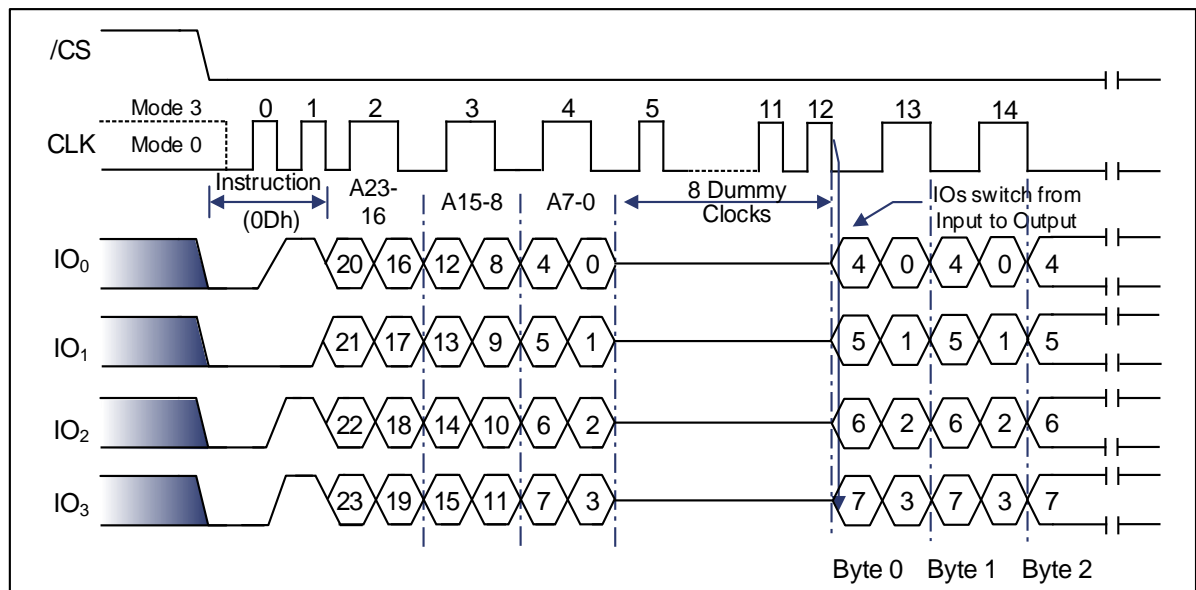 /CS
Mode 3 0 1 2 3 4 5 11 12 13 14
CLK Mode 0
Instruction
(0Dh)
A23-
16
A15-8 A7-0
8 Dummy
Clocks
IOs switch from
Input to Output
IO0 20 16 12 8 4 0 4 0 4 0 4
IO1 21 17 13 9 5 1 5 1 5 1 5
IO2 22 18 14 10 6 2 6 2 6 2 6
IO3 23 19 15 11 7 3 7 3 7 3 7
Byte 0 Byte 1 Byte 2